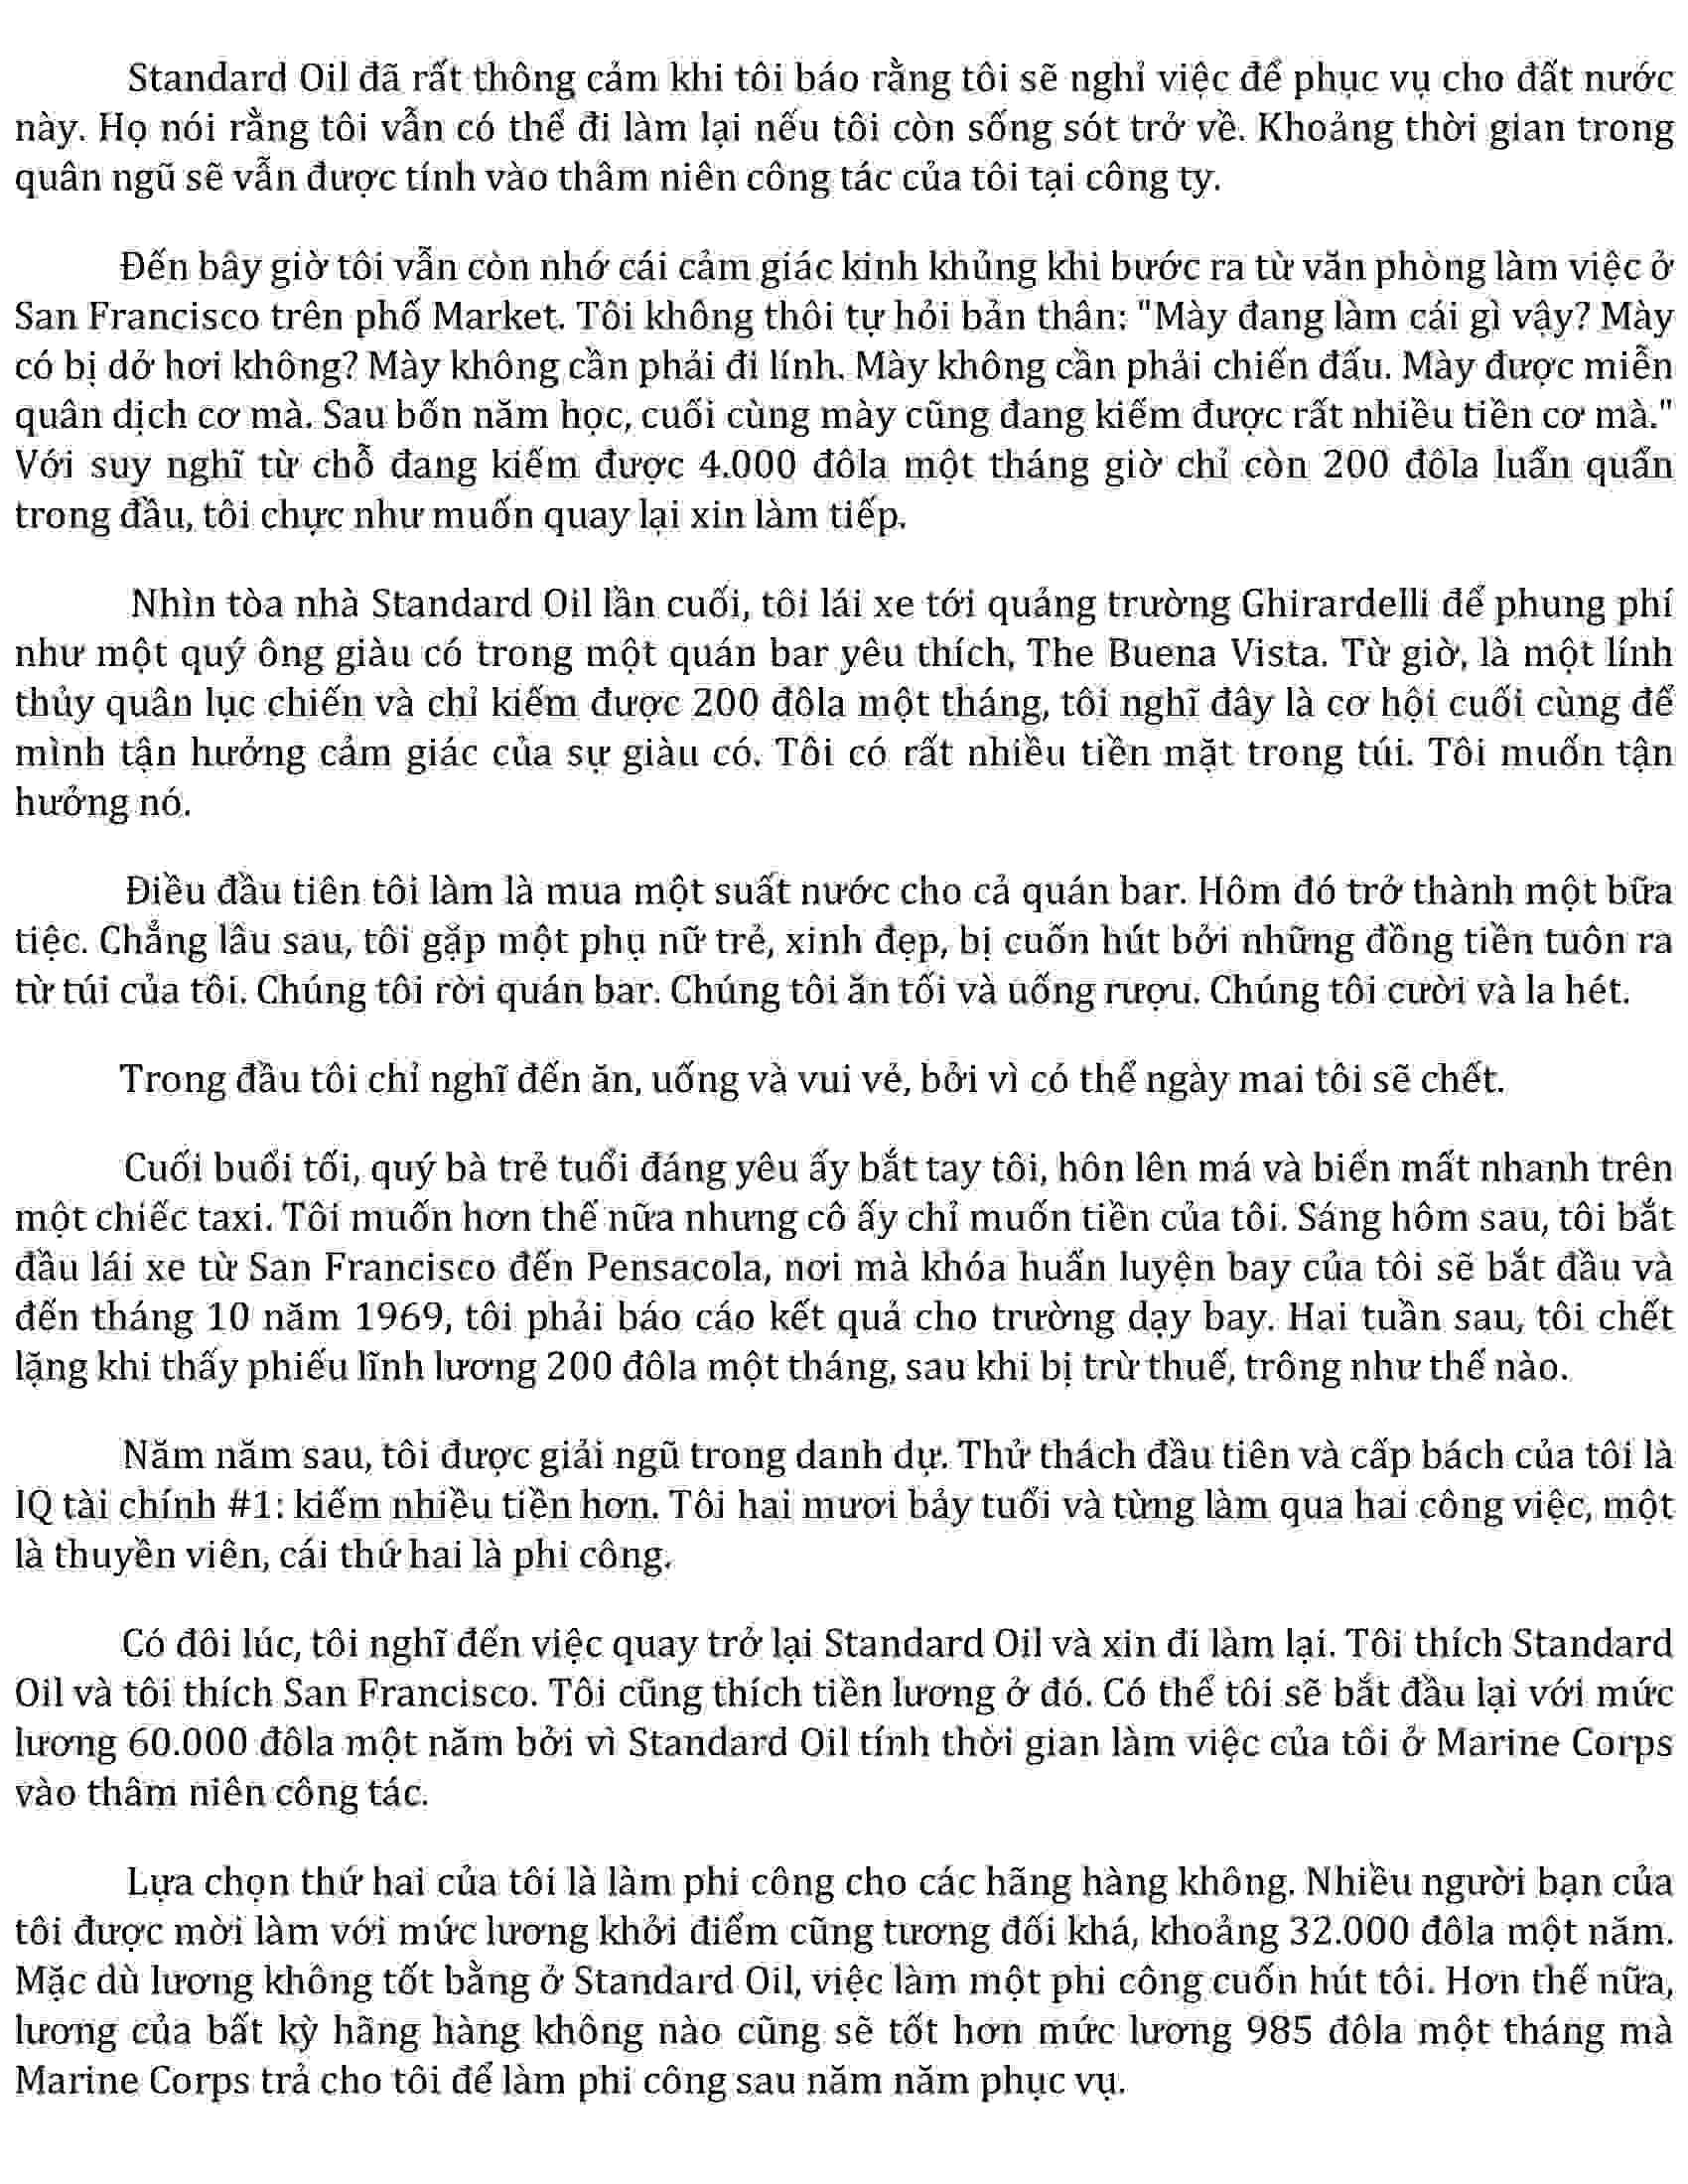 Standard Oil đã rất thông cảm khi tôi báo rằng tôi sẽ nghỉ việc để phục vụ cho đất nước
này. Họ nói rằng tôi vẫn có thể đi làm lại nếu tôi còn sống sót trở về. Khoảng thời gian trong
quân ngũ sẽ vẫn được tính vào thâm niên công tác của tôi tại công ty.
Đến bây giờ tôi vẫn còn nhớ cái cảm giác kinh khủng khi bước ra từ văn phòng làm việc ở
San Francisco trên phố Market. Tôi không thôi tự hỏi bản thân: "Mày đang làm cái gì vậy? Mày
có bị dở hơi không? Mày không cần phải đi lính. Mày không cần phải chiến đấu. Mày được miễn
quân dịch cơ mà. Sau bốn năm học, cuối cùng mày cũng đang kiếm được rất nhiều tiền cơ mà."
Với suy nghĩ từ chỗ đang kiếm được 4.000 đôla một tháng giờ chỉ còn 200 đôla luẩn quẩn
trong đầu, tôi chực như muốn quay lại xin làm tiếp.
Nhìn tòa nhà Standard Oil lần cuối, tôi lái xe tới quảng trường Ghirardelli để phung phí
như một quý ông giàu có trong một quán bar yêu thích, The Buena Vista. Từ giờ, là một lính
thủy quân lục chiến và chỉ kiếm được 200 đôla một tháng, tôi nghĩ đây là cơ hội cuối cùng để
mình tận hưởng cảm giác của sự giàu có. Tôi có rất nhiều tiền mặt trong túi. Tôi muốn tận
hưởng nó.
Điều đầu tiên tôi làm là mua một suất nước cho cả quán bar. Hôm đó trở thành một bữa
tiệc. Chẳng lâu sau, tôi gặp một phụ nữ trẻ, xinh đẹp, bị cuốn hút bởi những đồng tiền tuôn ra
từ túi của tôi. Chúng tôi rời quán bar. Chúng tôi ăn tối và uống rượu. Chúng tôi cười và la hét.
Trong đầu tôi chỉ nghĩ đến ăn, uống và vui vẻ, bởi vì có thể ngày mai tôi sẽ chết.
Cuối buổi tối, quý bà trẻ tuổi đáng yêu ấy bắt tay tôi, hôn lên má và biến mất nhanh trên
một chiếc taxi. Tôi muốn hơn thế nữa nhưng cô ấy chỉ muốn tiền của tôi. Sáng hôm sau, tôi bắt
đầu lái xe từ San Francisco đến Pensacola, nơi mà khóa huấn luyện bay của tôi sẽ bắt đầu và
đến tháng 10 năm 1969, tôi phải báo cáo kết quả cho trường dạy bay. Hai tuần sau, tôi chết
lặng khi thấy phiếu lĩnh lương 200 đôla một tháng, sau khi bị trừ thuế, trông như thế nào.
Năm năm sau, tôi được giải ngũ trong danh dự. Thử thách đầu tiên và cấp bách của tôi là
IQ tài chính #1: kiếm nhiều tiền hơn. Tôi hai mươi bảy tuổi và từng làm qua hai công việc, một
là thuyền viên, cái thứ hai là phi công.
Có đôi lúc, tôi nghĩ đến việc quay trở lại Standard Oil và xin đi làm lại. Tôi thích Standard
Oil và tôi thích San Francisco. Tôi cũng thích tiền lương ở đó. Có thể tôi sẽ bắt đầu lại với mức
lương 60.000 đôla một năm bởi vì Standard Oil tính thời gian làm việc của tôi ở Marine Corps
vào thâm niên công tác.
Lựa chọn thứ hai của tôi là làm phi công cho các hãng hàng không. Nhiều người bạn của
tôi được mời làm với mức lương khởi điểm cũng tương đối khá, khoảng 32.000 đôla một năm.
Mặc dù lương không tốt bằng ở Standard Oil, việc làm một phi công cuốn hút tôi. Hơn thế nữa,
lương của bất kỳ hãng hàng không nào cũng sẽ tốt hơn mức lương 985 đôla một tháng mà
Marine Corps trả cho tôi để làm phi công sau năm năm phục vụ.